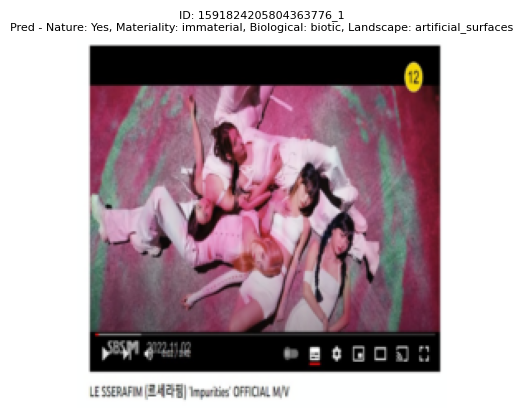 ID: 1591824205804363776_1
Pred - Nature: Yes, Materiality: immaterial, Biological: biotic, Landscape: artificial_surfaces
12
2022.11.02
LE SSERAFIM (르세라핌) 'Impurities' OFFICIAL M/V